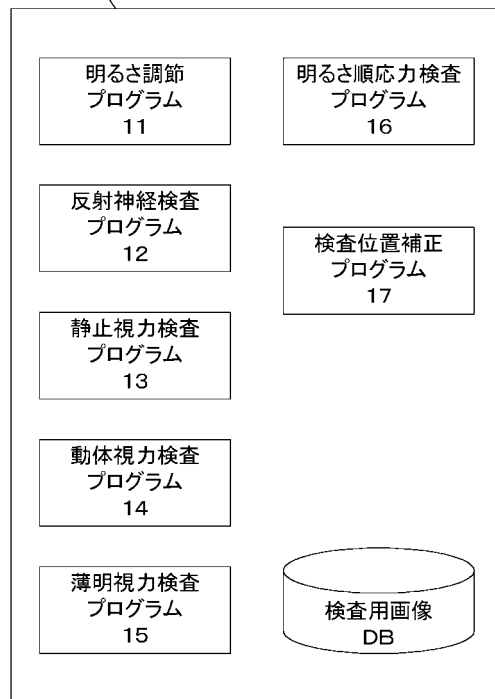 明るさ調節
プログラム
11
反射神経検査
プログラム
12
静止視力検査
プログラム
13
動体視力検査
プログラム
14
薄明視力検査
プログラム
15
明るさ順応力検査
プログラム
16
検査位置補正
プログラム
17
検査用画像
DB